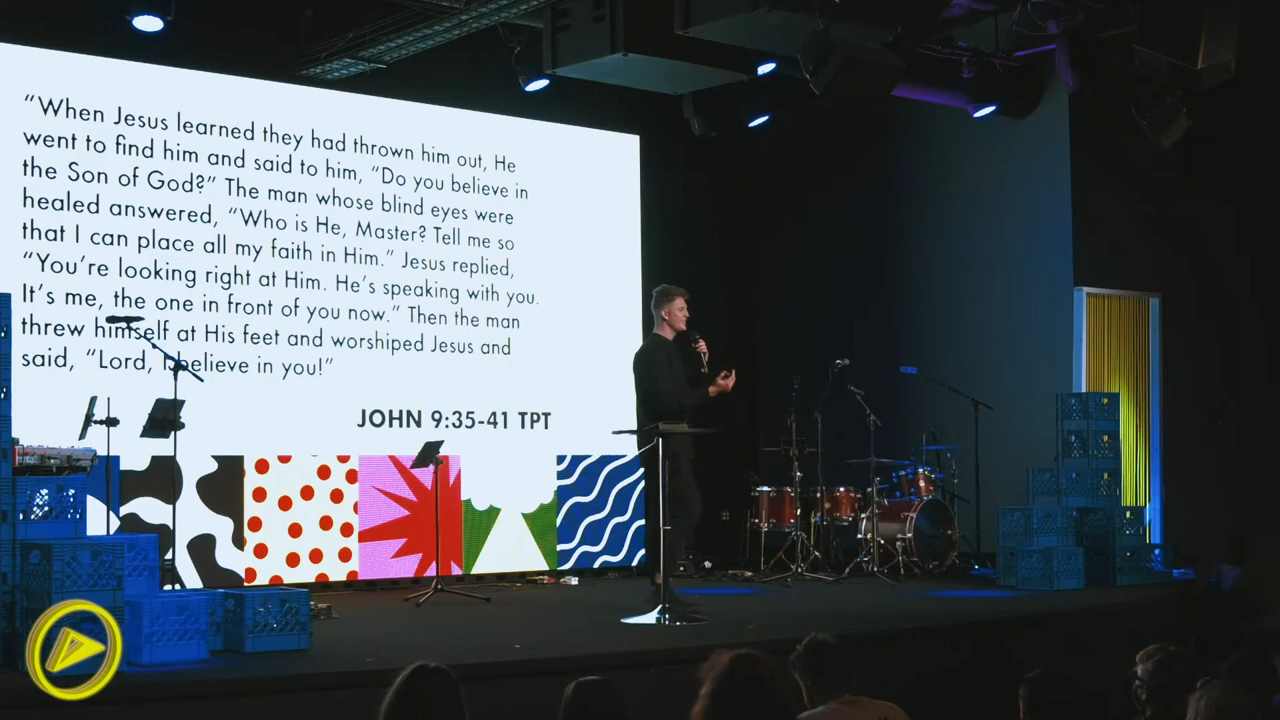 “When Jesus learned they had thrown him out, He
went to find him and said to him, “Do you believe in
the Son of God?” The man whose blind eyes were
healed answered, “Who is He, Master? Tell me so
that I can place all my faith in Him.” Jesus replied,
“You’re looking right at Him. He’s speaking with you.
It’s me, the one in front of you now.” Then the man
threw himself at His feet and worshiped Jesus and
said, “Lord, I believe in you!”
JOHN 9:35-41 TPT